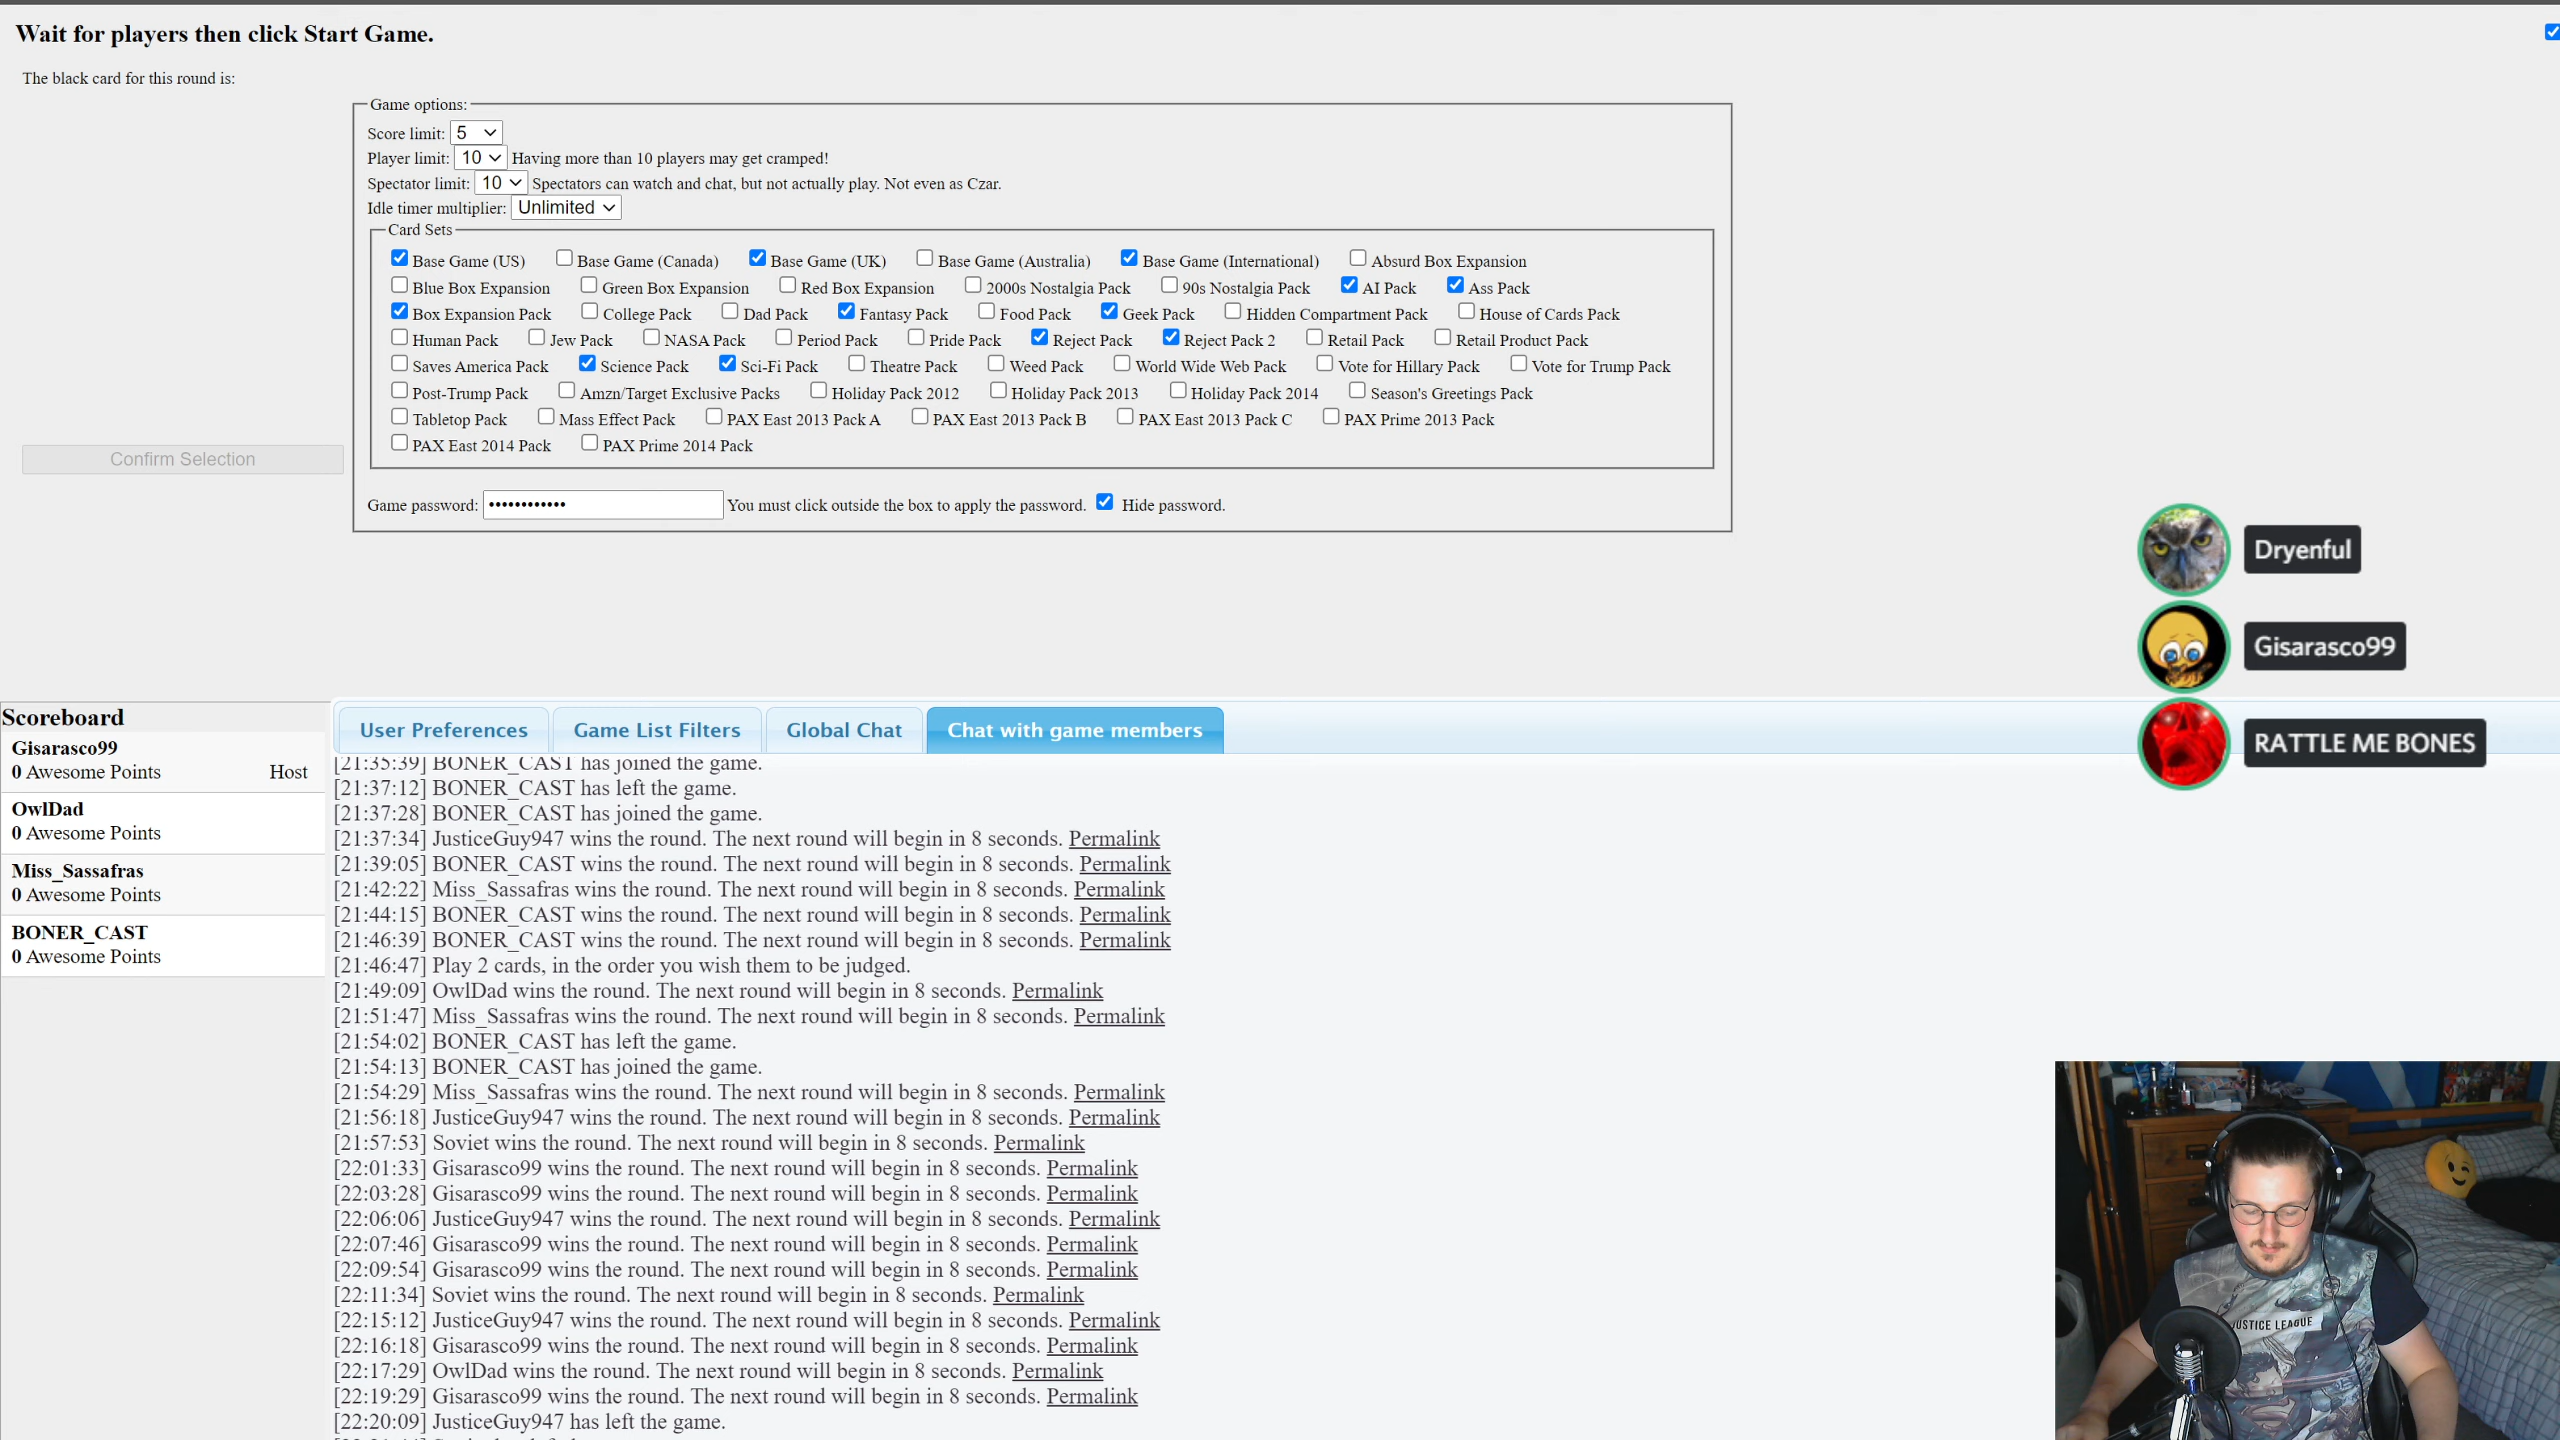 Wait for players then click Start Game.
The black card for this round is:
Game options:
Score limit: 5
Player limit: 10 Having more than 10 players may get cramped!
Spectator limit: 10 Spectators can watch and chat, but not actually play. Not even as Czar.
Idle timer multiplier: Unlimited
Card Sets
Base Game (US) Base Game (Canada) Base Game (UK) Base Game (Australia) Base Game (International) Absurd Box Expansion
Blue Box Expansion Green Box Expansion Red Box Expansion 2000s Nostalgia Pack 90s Nostalgia Pack AI Pack Ass Pack
Box Expansion Pack College Pack Dad Pack Fantasy Pack Food Pack Geek Pack Hidden Compartment Pack House of Cards Pack
Human Pack Jew Pack NASA Pack Period Pack Pride Pack Reject Pack Reject Pack 2 Retail Pack Retail Product Pack
Saves America Pack Science Pack Sci-Fi Pack Theatre Pack Weed Pack World Wide Web Pack Vote for Hillary Pack Vote for Trump Pack
Post-Trump Pack Amzn/Target Exclusive Packs Holiday Pack 2012 Holiday Pack 2013 Holiday Pack 2014 Season's Greetings Pack
Tabletop Pack Mass Effect Pack PAX East 2013 Pack A PAX East 2013 Pack B PAX East 2013 Pack C PAX Prime 2013 Pack
PAX East 2014 Pack PAX Prime 2014 Pack
Confirm Selection
Game password: •••••••••••• You must click outside the box to apply the password. Hide password.
Dryenful
Gisarasco99
RATTLE ME BONES
Scoreboard
Gisarasco99
0 Awesome Points Host
OwlDad
0 Awesome Points
Miss_Sassafras
0 Awesome Points
BONER_CAST
0 Awesome Points
User Preferences Game List Filters Global Chat Chat with game members
[21:35:39] BONER_CAST has joined the game.
[21:37:12] BONER_CAST has left the game.
[21:37:28] BONER_CAST has joined the game.
[21:37:34] JusticeGuy947 wins the round. The next round will begin in 8 seconds. Permalink
[21:39:05] BONER_CAST wins the round. The next round will begin in 8 seconds. Permalink
[21:42:22] Miss_Sassafras wins the round. The next round will begin in 8 seconds. Permalink
[21:44:15] BONER_CAST wins the round. The next round will begin in 8 seconds. Permalink
[21:46:39] BONER_CAST wins the round. The next round will begin in 8 seconds. Permalink
[21:46:47] Play 2 cards, in the order you wish them to be judged.
[21:49:09] OwlDad wins the round. The next round will begin in 8 seconds. Permalink
[21:51:47] Miss_Sassafras wins the round. The next round will begin in 8 seconds. Permalink
[21:54:02] BONER_CAST has left the game.
[21:54:13] BONER_CAST has joined the game.
[21:54:29] Miss_Sassafras wins the round. The next round will begin in 8 seconds. Permalink
[21:56:18] JusticeGuy947 wins the round. The next round will begin in 8 seconds. Permalink
[21:57:53] Soviet wins the round. The next round will begin in 8 seconds. Permalink
[22:01:33] Gisarasco99 wins the round. The next round will begin in 8 seconds. Permalink
[22:03:28] Gisarasco99 wins the round. The next round will begin in 8 seconds. Permalink
[22:06:06] JusticeGuy947 wins the round. The next round will begin in 8 seconds. Permalink
[22:07:46] Gisarasco99 wins the round. The next round will begin in 8 seconds. Permalink
[22:09:54] Gisarasco99 wins the round. The next round will begin in 8 seconds. Permalink
[22:11:34] Soviet wins the round. The next round will begin in 8 seconds. Permalink
[22:15:12] JusticeGuy947 wins the round. The next round will begin in 8 seconds. Permalink
[22:16:18] Gisarasco99 wins the round. The next round will begin in 8 seconds. Permalink
[22:17:29] OwlDad wins the round. The next round will begin in 8 seconds. Permalink
[22:19:29] Gisarasco99 wins the round. The next round will begin in 8 seconds. Permalink
[22:20:09] JusticeGuy947 has left the game.
JUSTICE LEAGUE